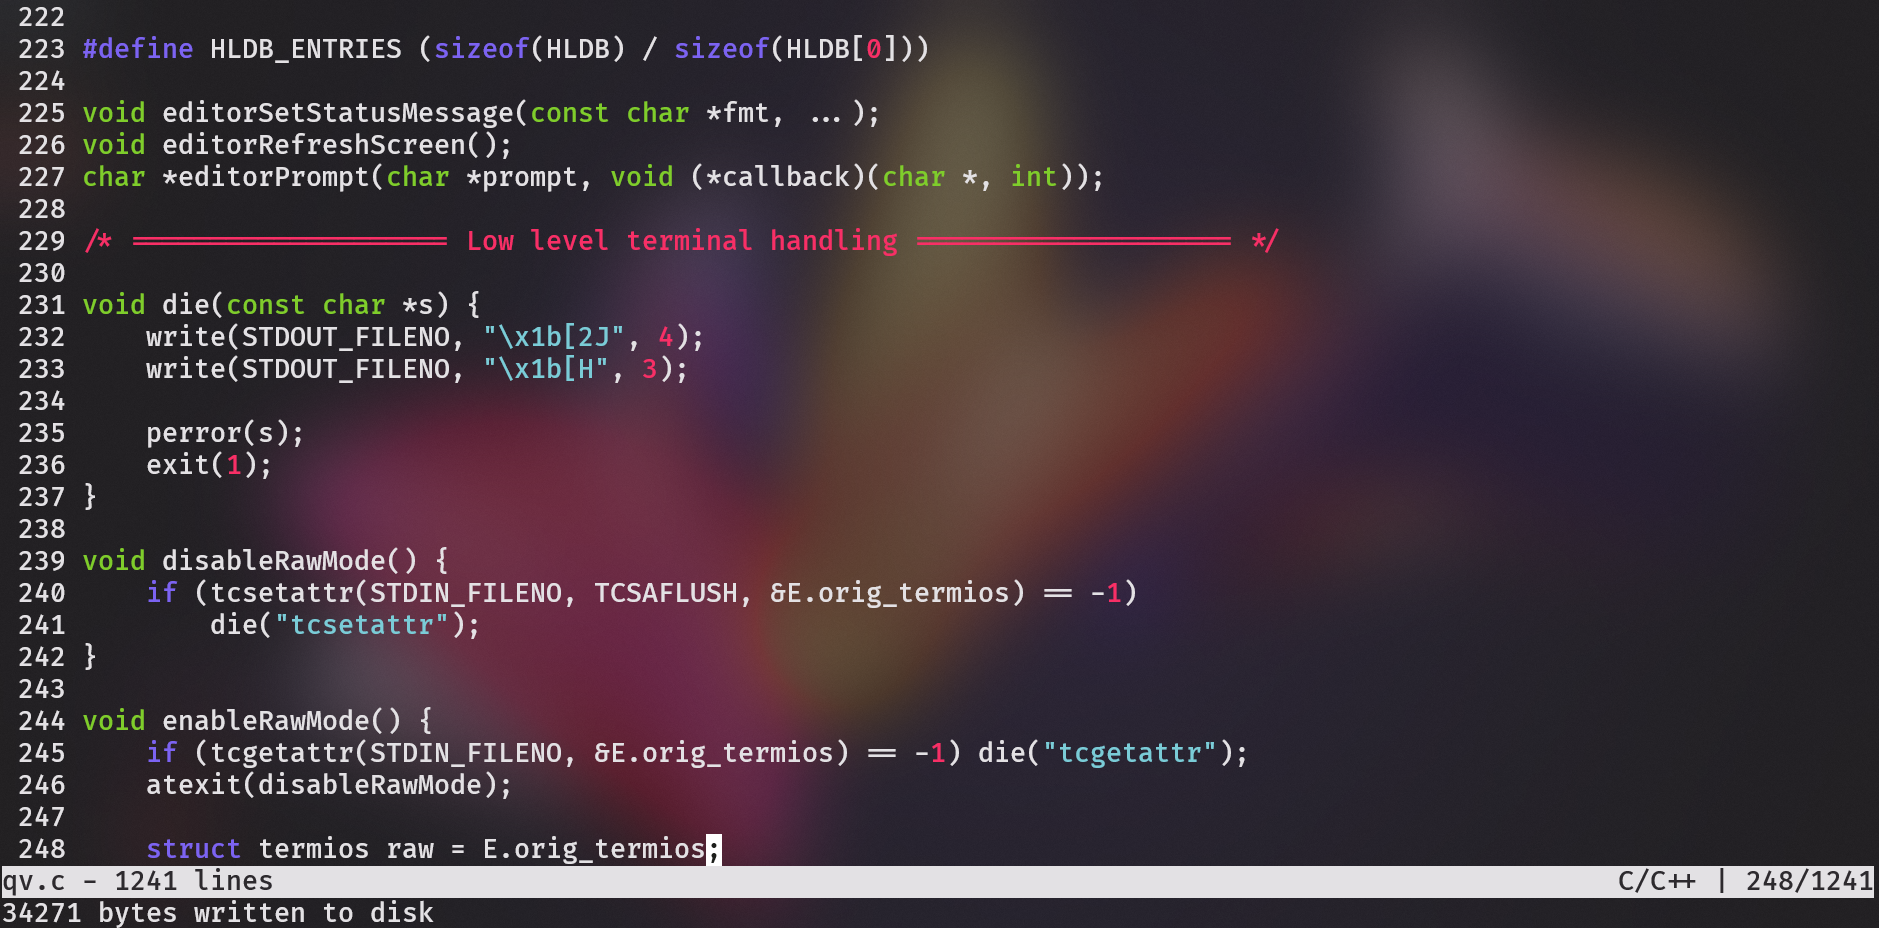 222
223 #define HLDB_ENTRIES (sizeof(HLDB) / sizeof(HLDB[0]))
224
225 void editorSetStatusMessage(const char *fmt, ...);
226 void editorRefreshScreen();
227 char *editorPrompt(char *prompt, void (*callback)(char *, int));
228
229 /* ==================== Low level terminal handling ==================== */
230
231 void die(const char *s) {
232     write(STDOUT_FILENO, "\x1b[2J", 4);
233     write(STDOUT_FILENO, "\x1b[H", 3);
234
235     perror(s);
236     exit(1);
237 }
238
239 void disableRawMode() {
240     if (tcsetattr(STDIN_FILENO, TCSAFLUSH, &E.orig_termios) == -1)
241         die("tcsetattr");
242 }
243
244 void enableRawMode() {
245     if (tcgetattr(STDIN_FILENO, &E.orig_termios) == -1) die("tcgetattr");
246     atexit(disableRawMode);
247
248     struct termios raw = E.orig_termios;
qv.c - 1241 lines C/C++ | 248/1241
34271 bytes written to disk